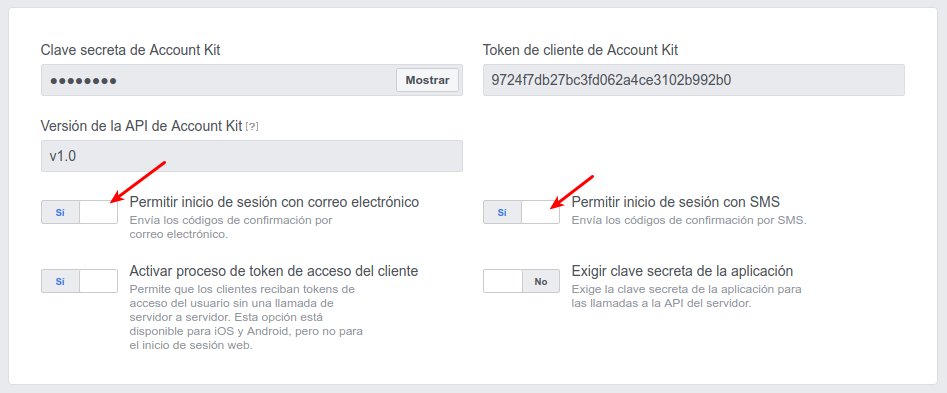 Clave secreta de Account Kit
●●●●●●●●
Mostrar
Token de cliente de Account Kit
9724f7db27bc3fd062a4ce3102b992b0
Versión de la API de Account Kit [?]
v1.0
Sí
Permitir inicio de sesión con correo electrónico
Envía los códigos de confirmación por
correo electrónico.
Sí
Permitir inicio de sesión con SMS
Envía los códigos de confirmación por SMS.
Sí
Activar proceso de token de acceso del cliente
Permite que los clientes reciban tokens de
acceso del usuario sin una llamada de
servidor a servidor. Esta opción está
disponible para iOS y Android, pero no para
el inicio de sesión web.
No
Exigir clave secreta de la aplicación
Exige la clave secreta de la aplicación para
las llamadas a la API del servidor.